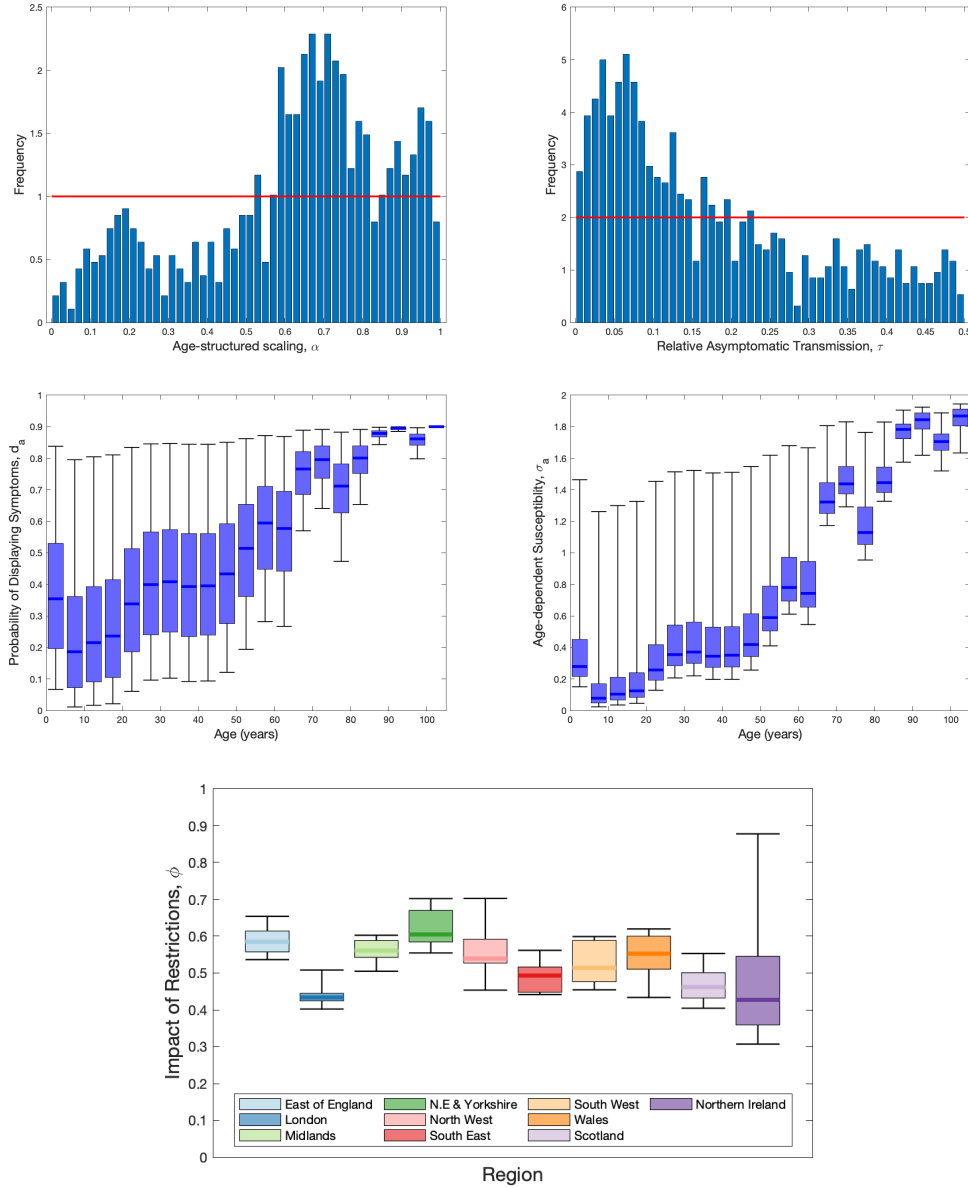 2.5
2
1.5
1
0.5
0
Frequency
0 0.1 0.2 0.3 0.4 0.5 0.6 0.7 0.8 0.9 1
Age-structured scaling, α
6
5
4
3
2
1
0
Frequency
0 0.05 0.1 0.15 0.2 0.25 0.3 0.35 0.4 0.45 0.5
Relative Asymptomatic Transmission, τ
1
0.9
0.8
0.7
0.6
0.5
0.4
0.3
0.2
0.1
0
Probability of Displaying Symptoms, d_a
0 10 20 30 40 50 60 70 80 90 100
Age (years)
2
1.8
1.6
1.4
1.2
1
0.8
0.6
0.4
0.2
0
Age-dependent Susceptiblity, σ_a
0 10 20 30 40 50 60 70 80 90 100
Age (years)
1
0.9
0.8
0.7
0.6
0.5
0.4
0.3
0.2
0.1
0
Impact of Restrictions, ϕ
East of England N.E & Yorkshire South West Northern Ireland
London North West Wales
Midlands South East Scotland
Region